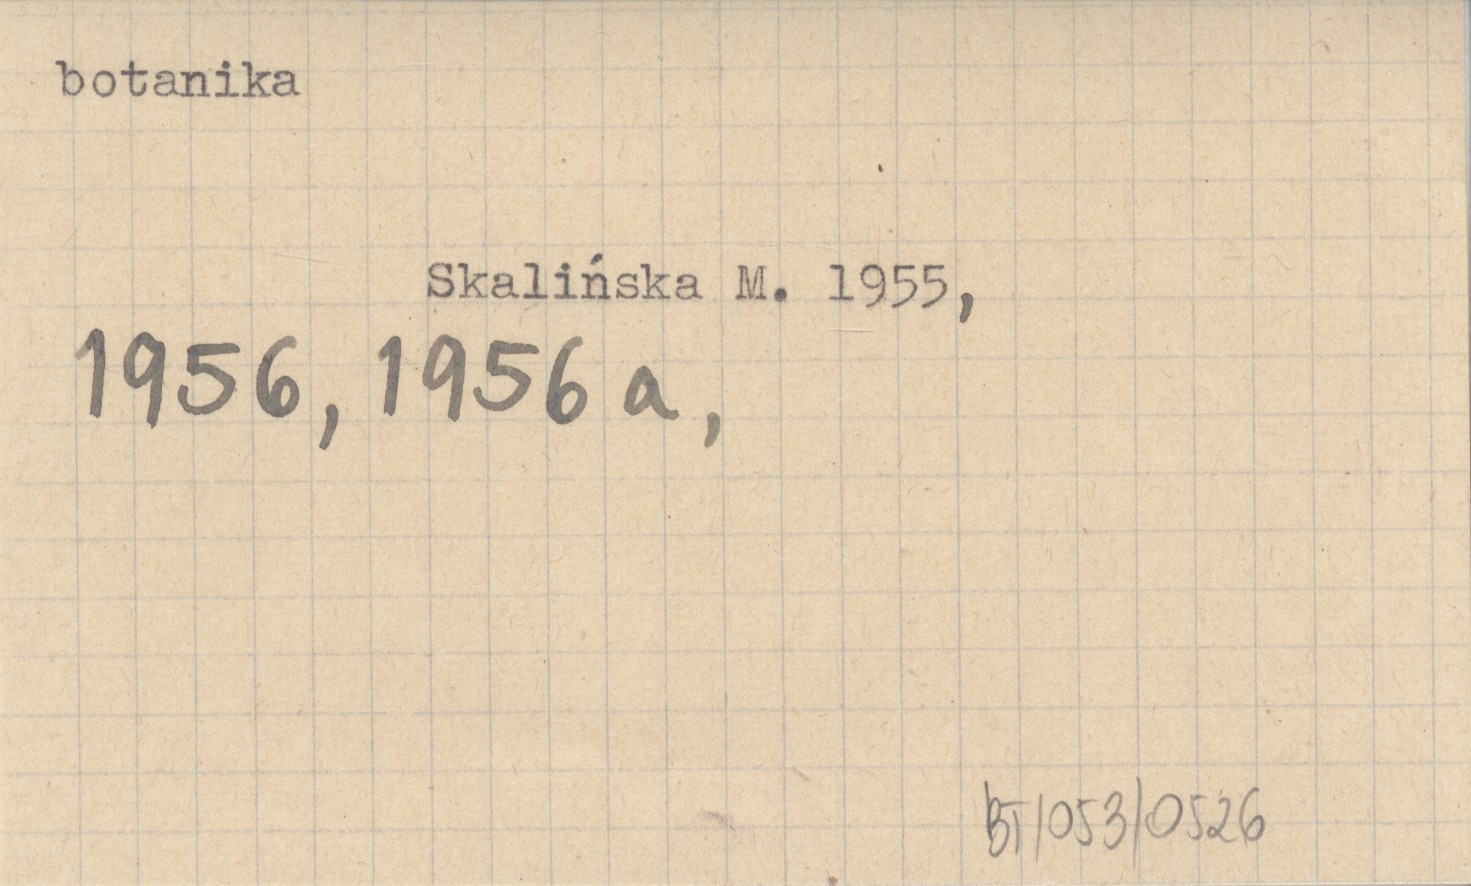 botanika
Skalińska M. 1955,
1956, 1956 a,
BT/053/0526